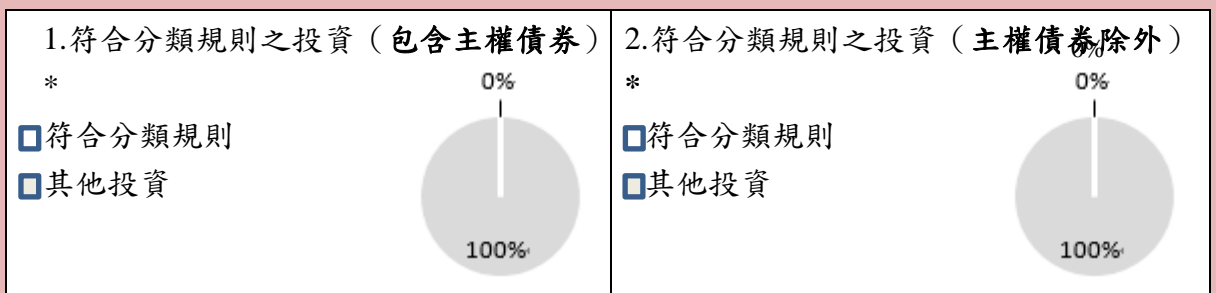 1.符合分類規則之投資（包含主權債券）
*
0%
符合分類規則
其他投資
100%
2.符合分類規則之投資（主權債券除外）
0%
*
0%
符合分類規則
其他投資
100%